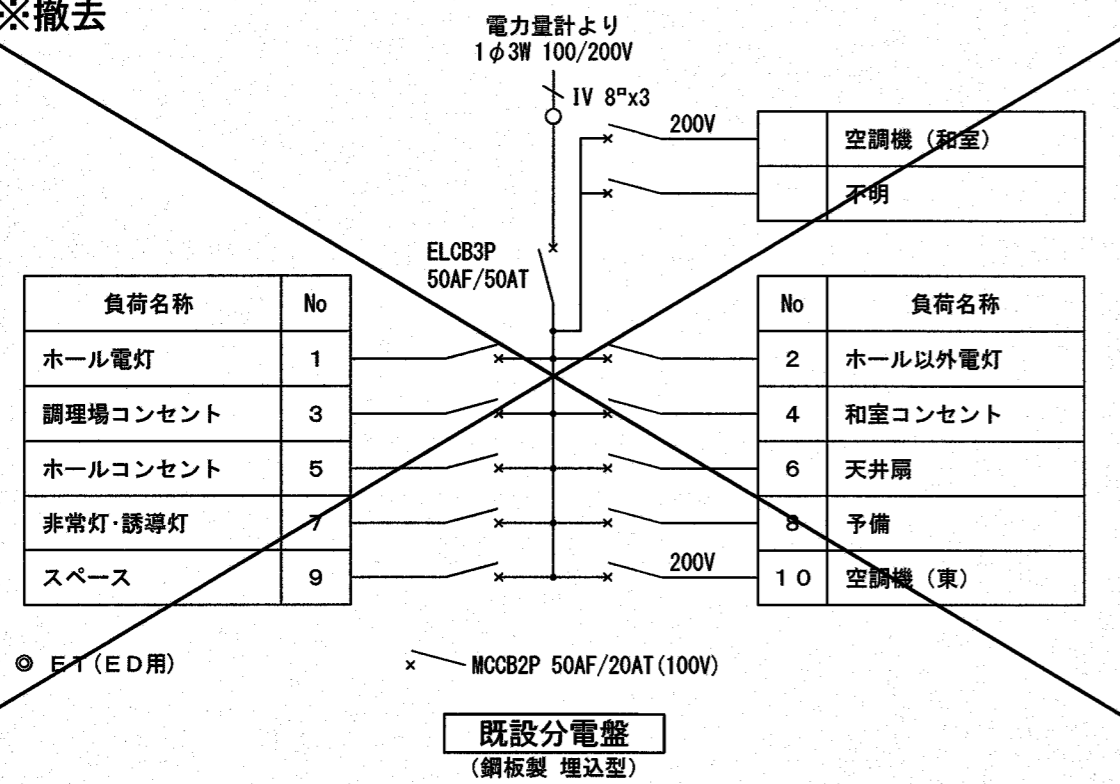 ※撤去
電力量計より
1φ3W 100/200V
IV 8□x3
200V
空調機（和室）
不明
ELCB3P
50AF/50AT
負荷名称 No
No 負荷名称
ホール電灯 1
2 ホール以外電灯
調理場コンセント 3
4 和室コンセント
ホールコンセント 5
6 天井扇
非常灯・誘導灯 7
8 予備
スペース 9
200V
10 空調機（東）
◎ ET(ED用)
MCCB2P 50AF/20AT(100V)
既設分電盤
(鋼板製 埋込型)